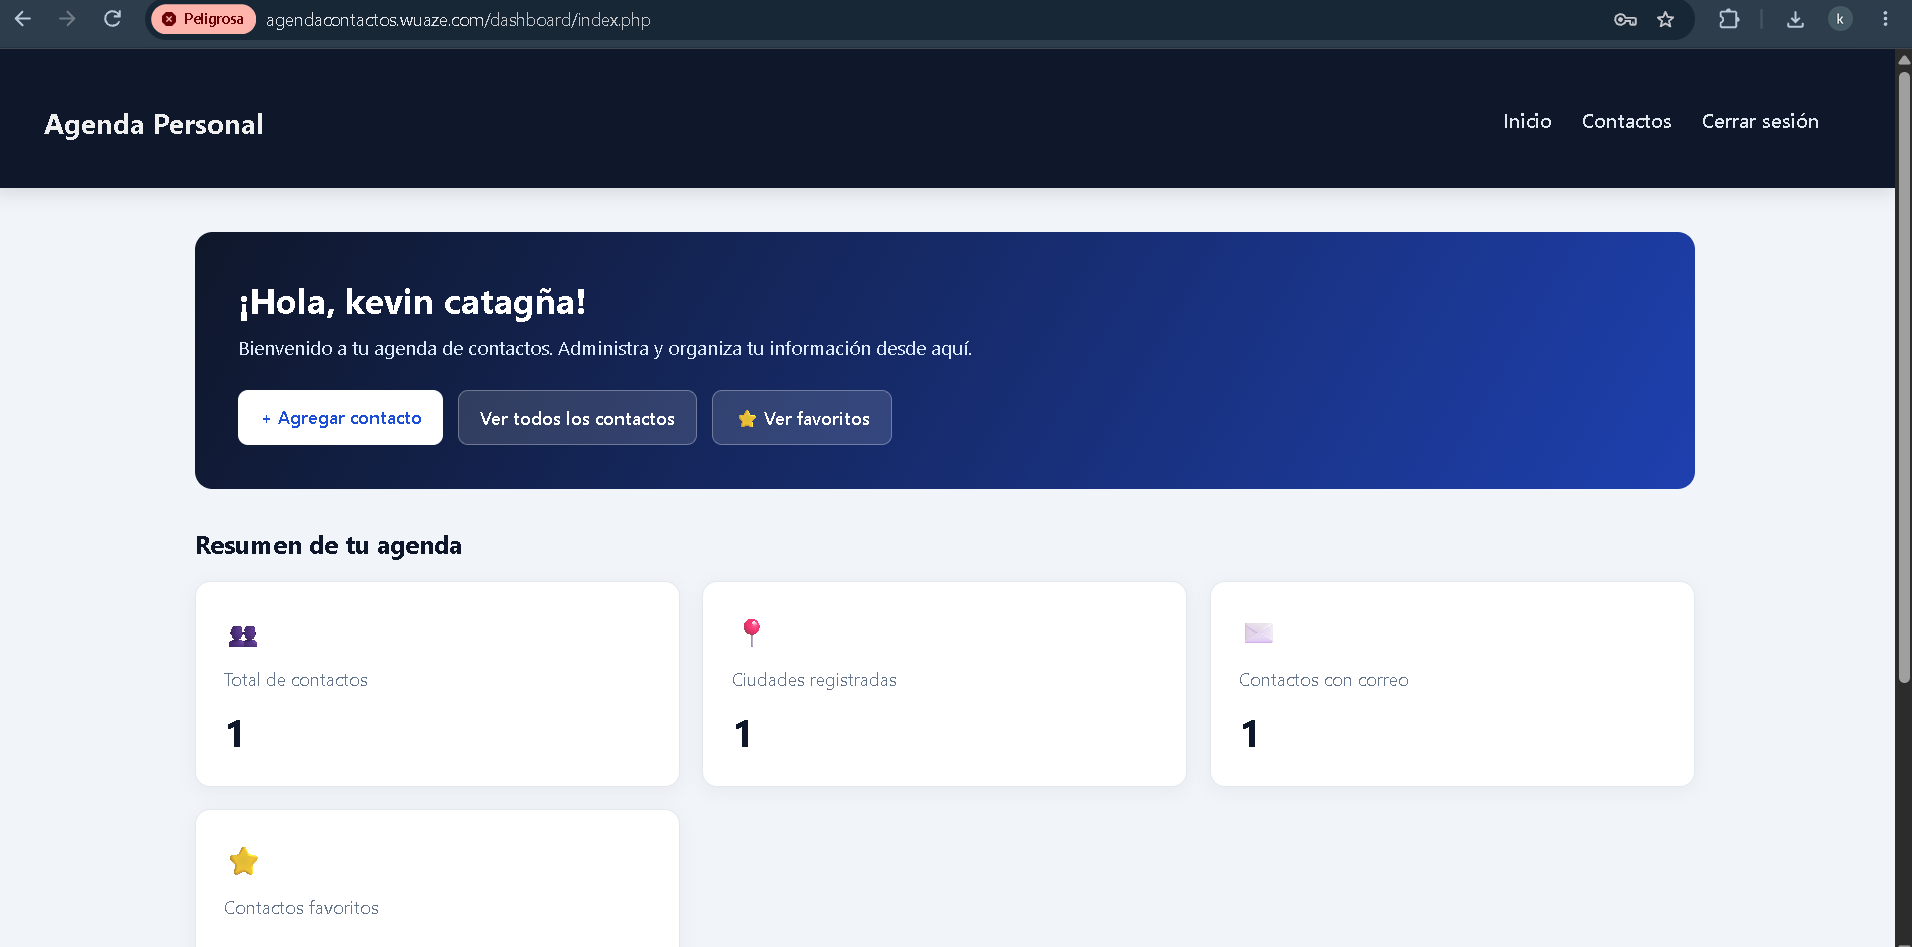 Peligrosa agendacontactos.wuaze.com/dashboard/index.php k
Agenda Personal
Inicio Contactos Cerrar sesión
¡Hola, kevin catagña!
Bienvenido a tu agenda de contactos. Administra y organiza tu información desde aquí.
+ Agregar contacto Ver todos los contactos Ver favoritos
Resumen de tu agenda
Total de contactos Ciudades registradas Contactos con correo
1 1 1
Contactos favoritos